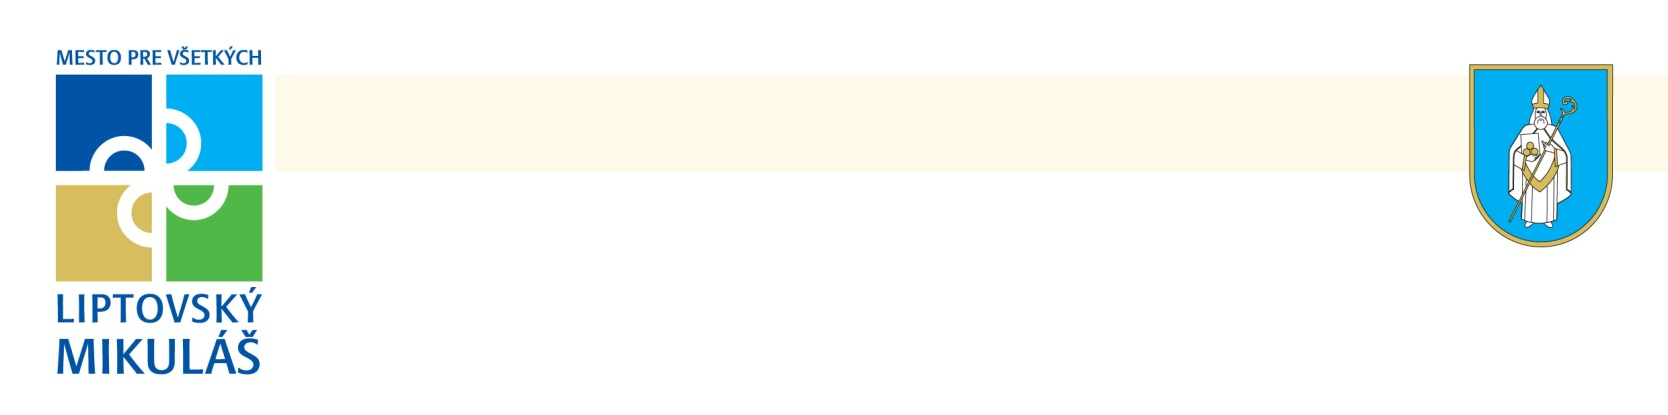 MESTO PRE VŠETKÝCH
LIPTOVSKÝ
MIKULÁŠ